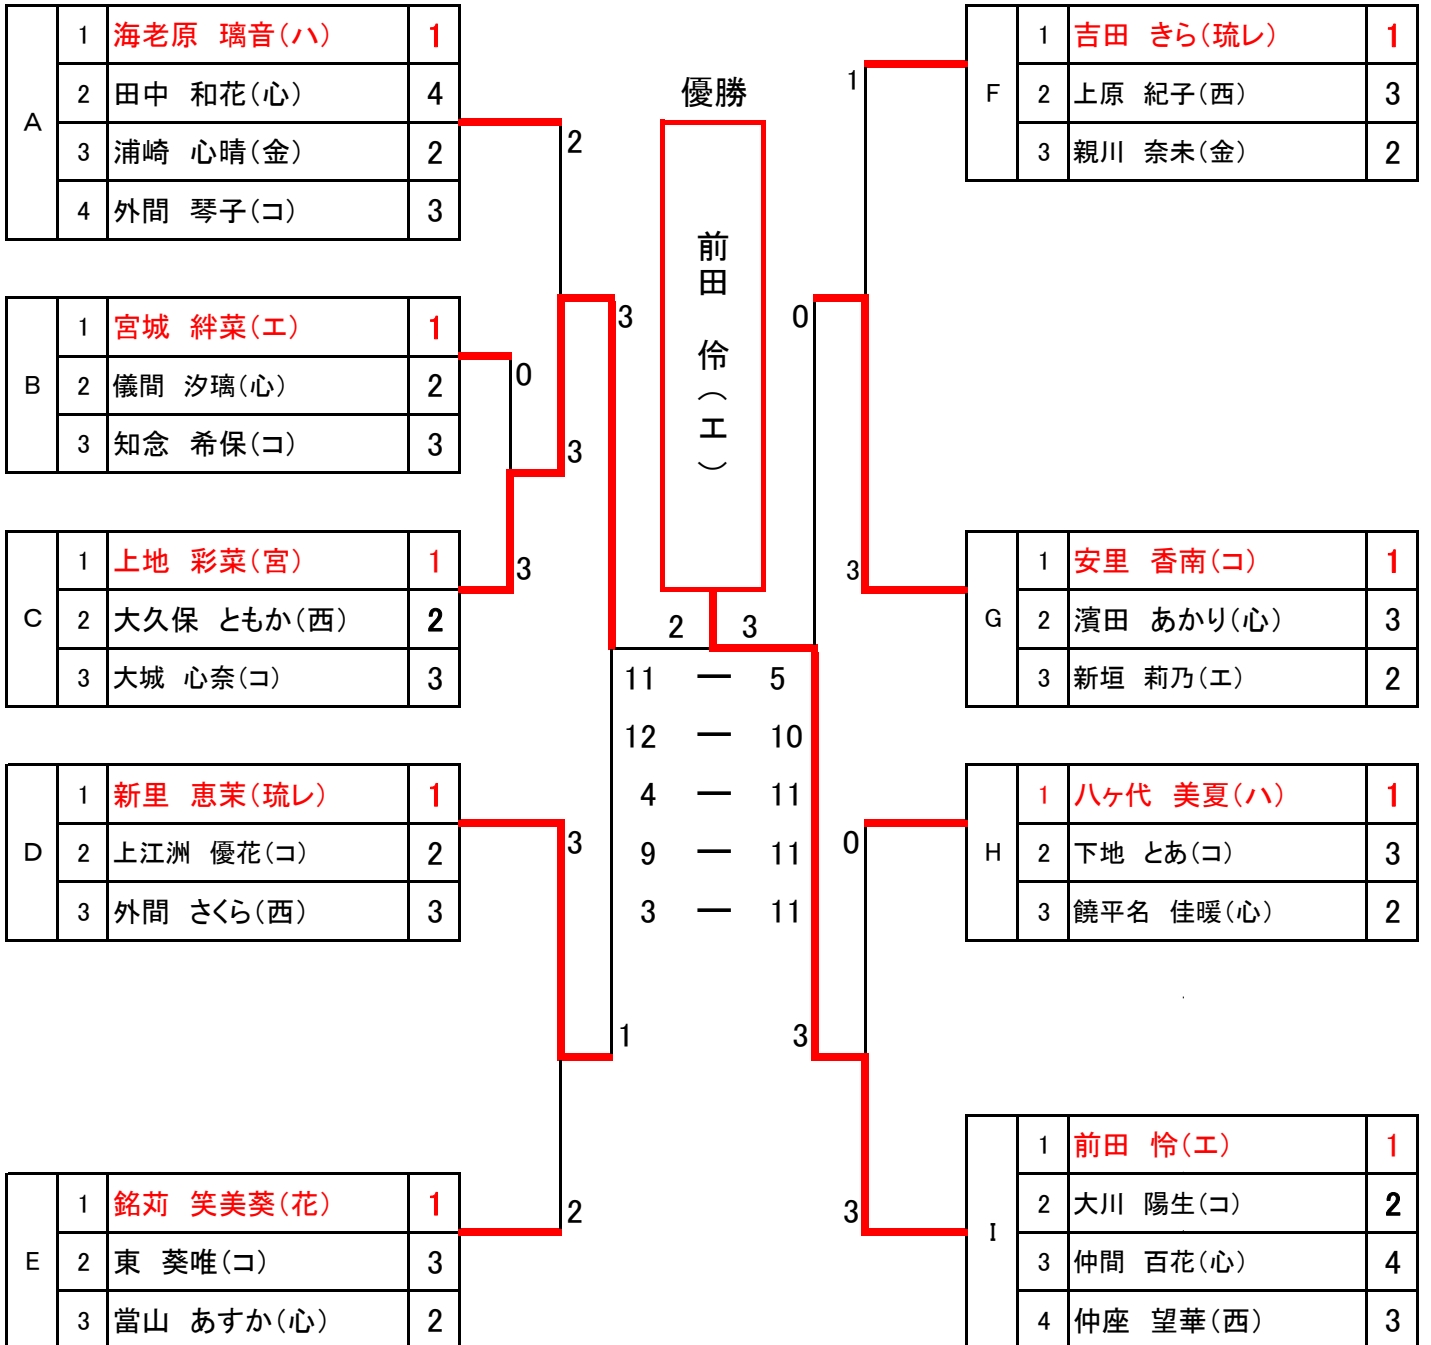 A
1 海老原 璃音(ハ) 1
2 田中 和花(心) 4
3 浦崎 心晴(金) 2
4 外間 琴子(コ) 3
B
1 宮城 絆菜(エ) 1
2 儀間 汐璃(心) 2
3 知念 希保(コ) 3
C
1 上地 彩菜(宮) 1
2 大久保 ともか(西) 2
3 大城 心奈(コ) 3
D
1 新里 恵茉(琉レ) 1
2 上江洲 優花(コ) 2
3 外間 さくら(西) 3
E
1 銘苅 笑美葵(花) 1
2 東 葵唯(コ) 3
3 當山 あすか(心) 2
2
0
3
3
3
3
2
1
優勝
前田 伶(エ)
2 3
11 ー 5
12 ー 10
4 ー 11
9 ー 11
3 ー 11
1
0
3
0
3
3
F
1 吉田 きら(琉レ) 1
2 上原 紀子(西) 3
3 親川 奈未(金) 2
G
1 安里 香南(コ) 1
2 濱田 あかり(心) 3
3 新垣 莉乃(エ) 2
H
1 八ヶ代 美夏(ハ) 1
2 下地 とあ(コ) 3
3 饒平名 佳暖(心) 2
I
1 前田 怜(エ) 1
2 大川 陽生(コ) 2
3 仲間 百花(心) 4
4 仲座 望華(西) 3